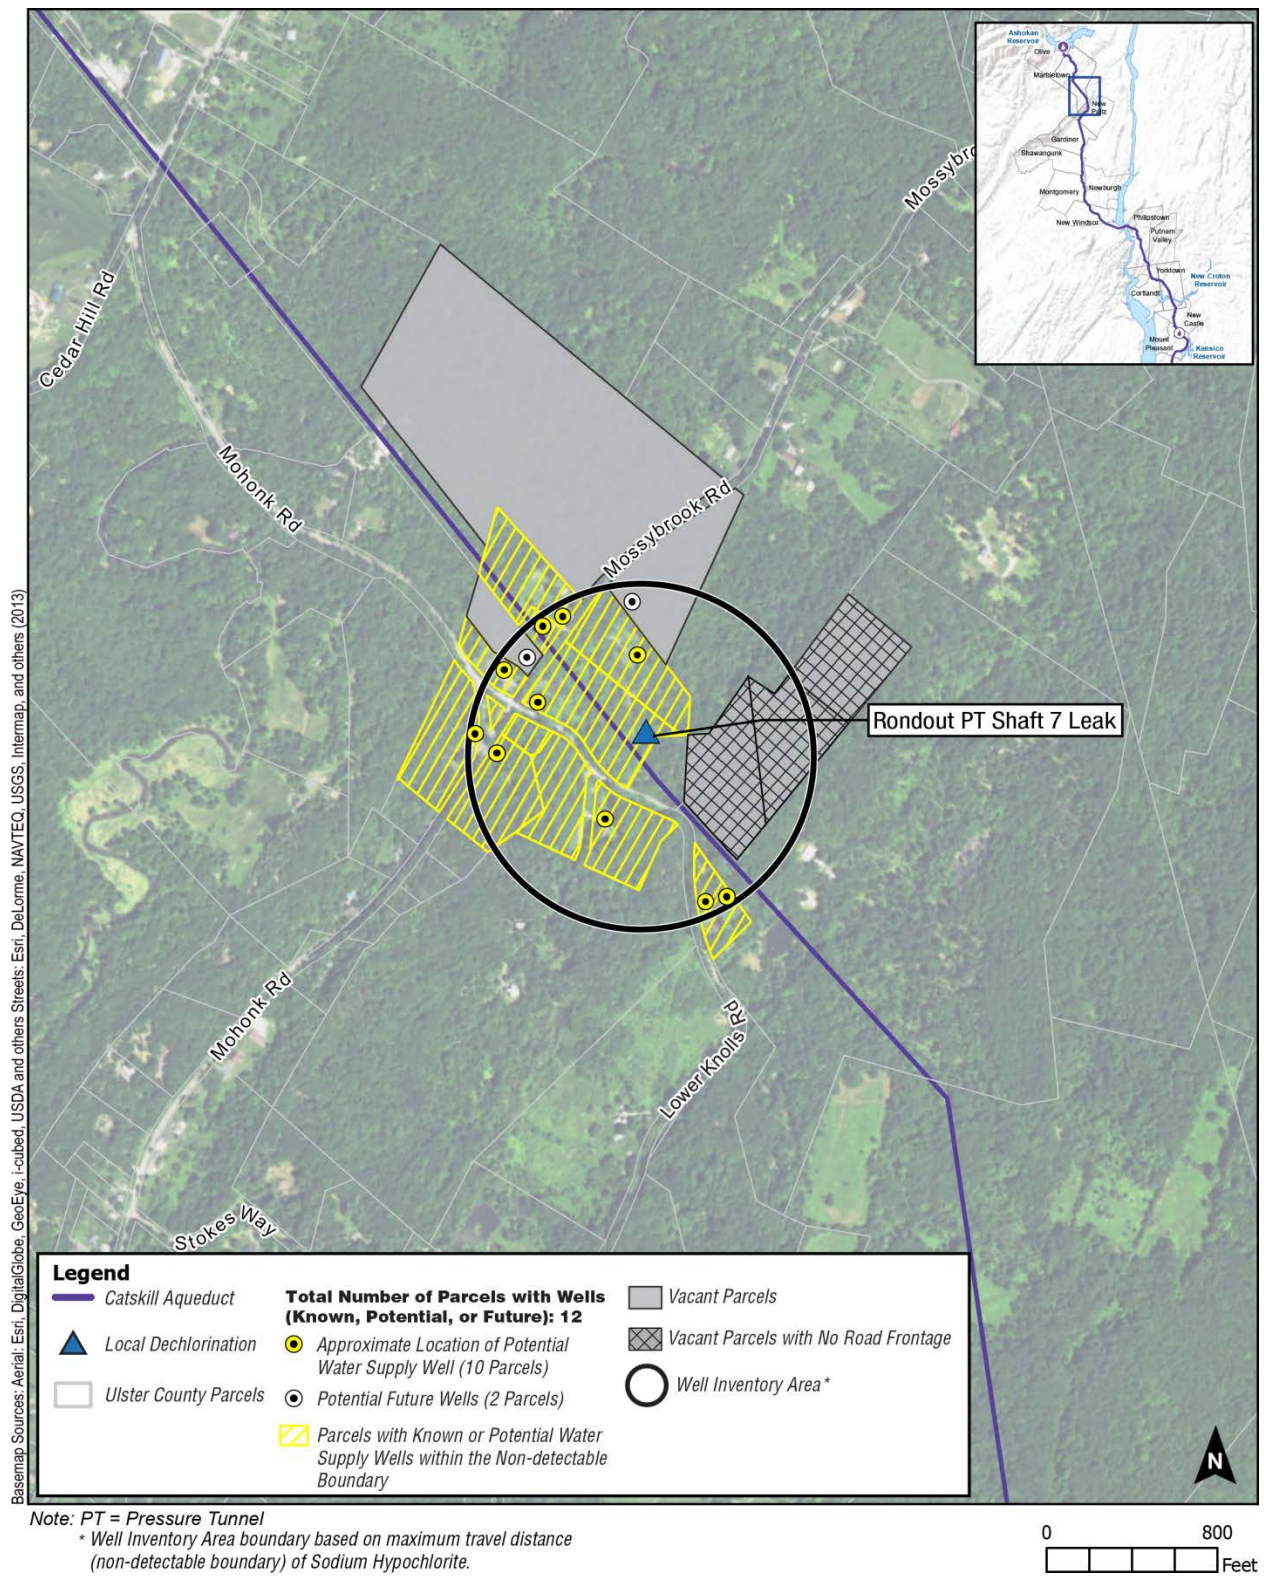 Ashokan
Reservoir
Olive
Marbletown
New
Paltz
Gardiner
Shawangunk
Newburgh
Montgomery
New Windsor
Philipstown
Putnam
Valley
Yorktown
New Croton
Reservoir
Cortlandt
New
Castle
Mount
Pleasant
Kensico
Reservoir
Mossybro
Cedar Hill Rd
Mohonk Rd
Mossybrook Rd
Rondout PT Shaft 7 Leak
Mohonk Rd
Lower Knolls Rd
Stokes Way
Basemap Sources: Aerial: Esri, DigitalGlobe, GeoEye, i-cubed, USDA and others Streets: Esri, DeLorme, NAVTEQ, USGS, Intermap, and others (2013)
Legend
Catskill Aqueduct
Local Dechlorination
Ulster County Parcels
Total Number of Parcels with Wells
(Known, Potential, or Future): 12
Approximate Location of Potential
Water Supply Well (10 Parcels)
Potential Future Wells (2 Parcels)
Parcels with Known or Potential Water
Supply Wells within the Non-detectable
Boundary
Vacant Parcels
Vacant Parcels with No Road Frontage
Well Inventory Area *
N
Note: PT = Pressure Tunnel
* Well Inventory Area boundary based on maximum travel distance
(non-detectable boundary) of Sodium Hypochlorite.
0 800
Feet